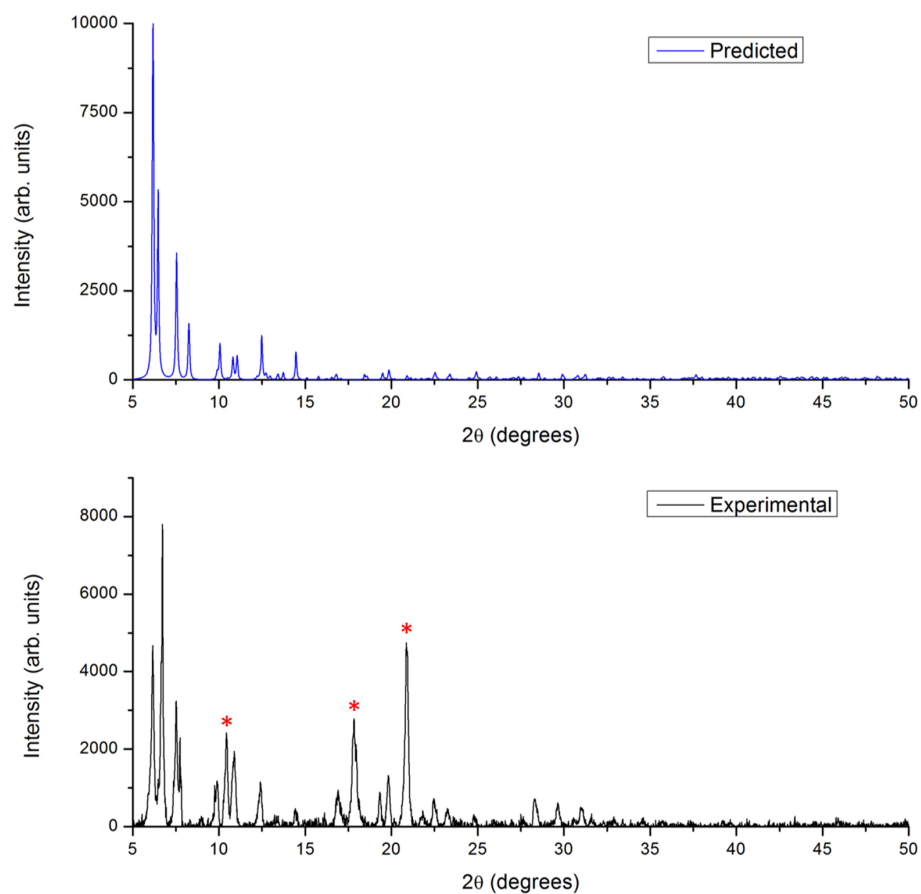 Intensity (arb. units)
10000
7500
5000
2500
0
Predicted
5 10 15 20 25 30 35 40 45 50
2θ (degrees)
Intensity (arb. units)
8000
6000
4000
2000
0
Experimental
*
*
*
5 10 15 20 25 30 35 40 45 50
2θ (degrees)